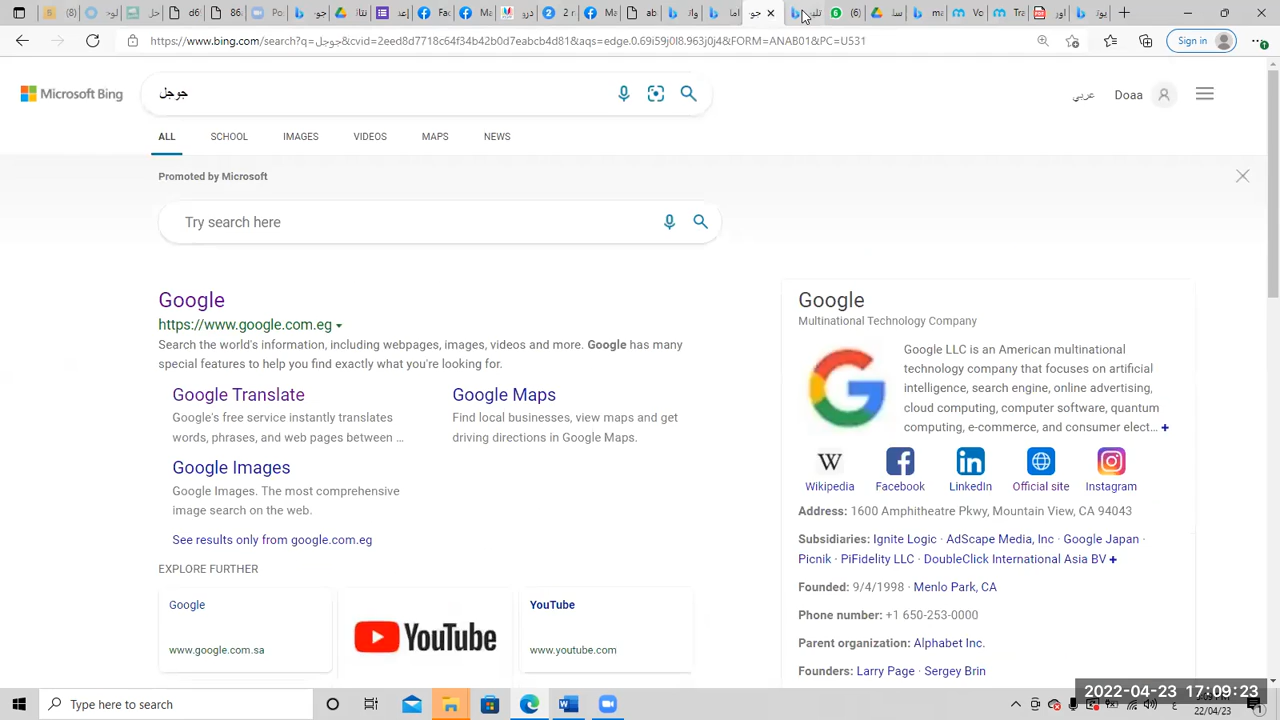 Fac
2 r
Ma
ab
جو
(6)
ma
Vo
Tra
https://www.bing.com/search?q=جوجل&cvid=2eed8d7718c64f34b42b0d7eabcb4d81&aqs=edge.0.69i59j0l8.963j0j4&FORM=ANAB01&PC=U531
Sign in
Microsoft Bing
جوجل
عربي
Doaa
ALL SCHOOL IMAGES VIDEOS MAPS NEWS
Promoted by Microsoft
Try search here
Google
https://www.google.com.eg
Search the world's information, including webpages, images, videos and more. Google has many
special features to help you find exactly what you're looking for.
Google Translate
Google's free service instantly translates
words, phrases, and web pages between ...
Google Maps
Find local businesses, view maps and get
driving directions in Google Maps.
Google Images
Google Images. The most comprehensive
image search on the web.
See results only from google.com.eg
EXPLORE FURTHER
Google
www.google.com.sa
YouTube
YouTube
www.youtube.com
Google
Multinational Technology Company
Google LLC is an American multinational
technology company that focuses on artificial
intelligence, search engine, online advertising,
cloud computing, computer software, quantum
computing, e-commerce, and consumer elect... +
Wikipedia Facebook LinkedIn Official site Instagram
Address: 1600 Amphitheatre Pkwy, Mountain View, CA 94043
Subsidiaries: Ignite Logic · AdScape Media, Inc · Google Japan ·
Picnik · PiFidelity LLC · DoubleClick International Asia BV +
Founded: 9/4/1998 · Menlo Park, CA
Phone number: +1 650-253-0000
Parent organization: Alphabet Inc.
Founders: Larry Page · Sergey Brin
Type here to search
2022-04-23 17:09:23
22/04/23